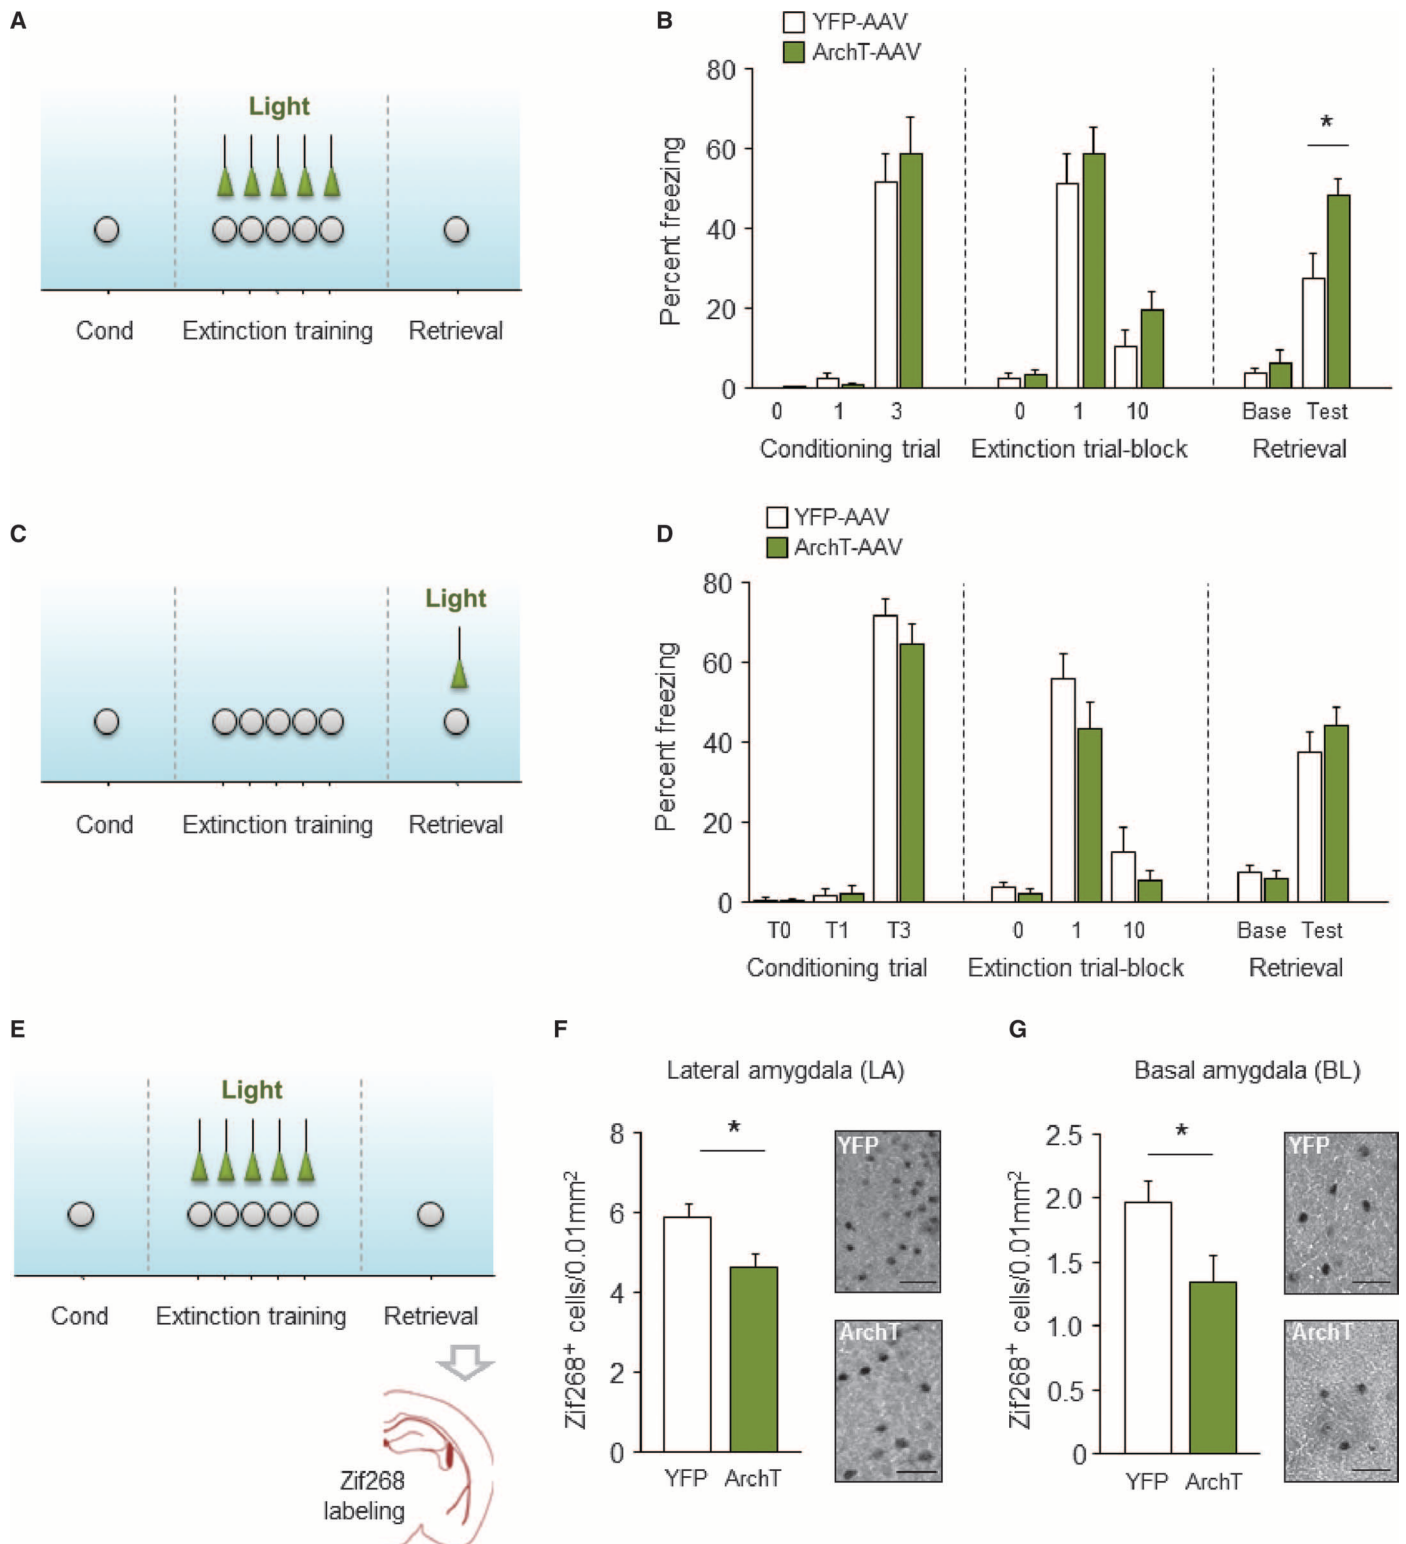 A
Light
Cond
Extinction training
Retrieval
B
YFP-AAV
ArchT-AAV
Percent freezing
80
60
40
20
0
0 1 3
0 1 10
Base Test
Conditioning trial
Extinction trial-block
Retrieval
*
C
Light
Cond
Extinction training
Retrieval
D
YFP-AAV
ArchT-AAV
Percent freezing
80
60
40
20
0
T0 T1 T3
0 1 10
Base Test
Conditioning trial
Extinction trial-block
Retrieval
E
Light
Cond
Extinction training
Retrieval
Zif268
labeling
F
Lateral amygdala (LA)
Zif268⁺ cells/0.01mm²
8
6
4
2
0
*
YFP ArchT
YFP
ArchT
G
Basal amygdala (BL)
Zif268⁺ cells/0.01mm²
2.5
2.0
1.5
1.0
0.5
0
*
YFP ArchT
YFP
ArchT